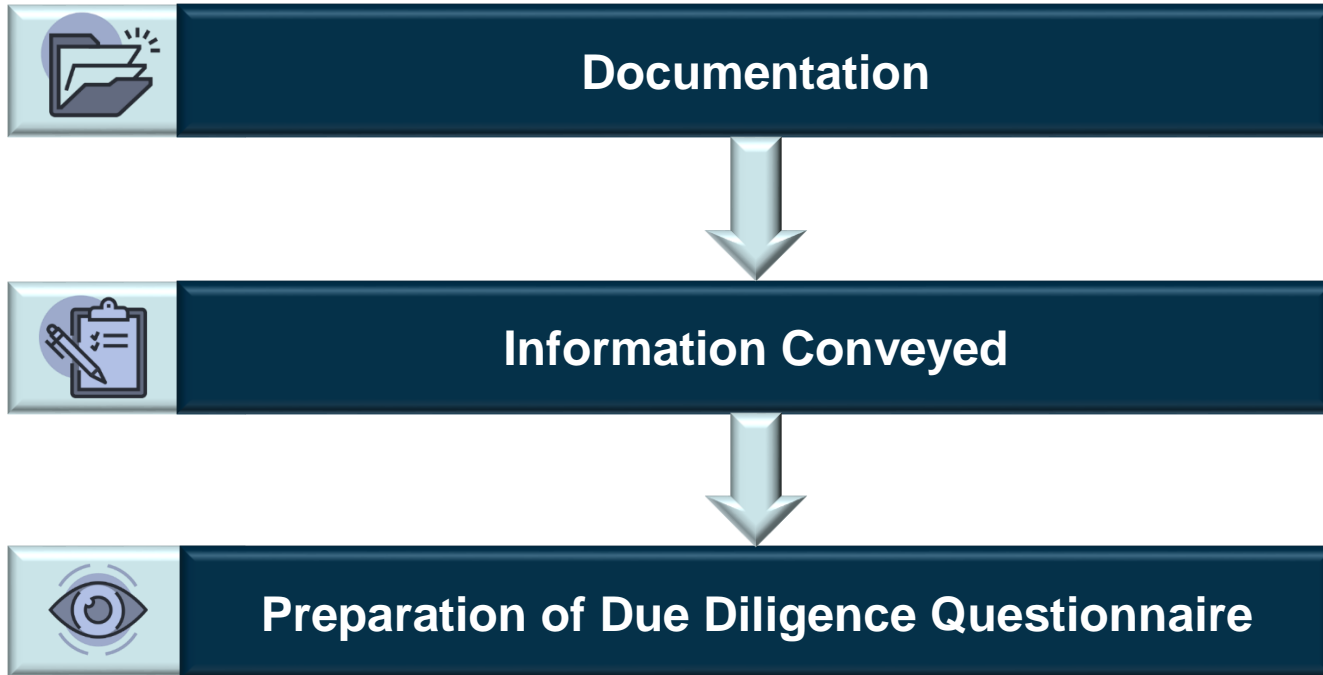 Documentation
Information Conveyed
Preparation of Due Diligence Questionnaire